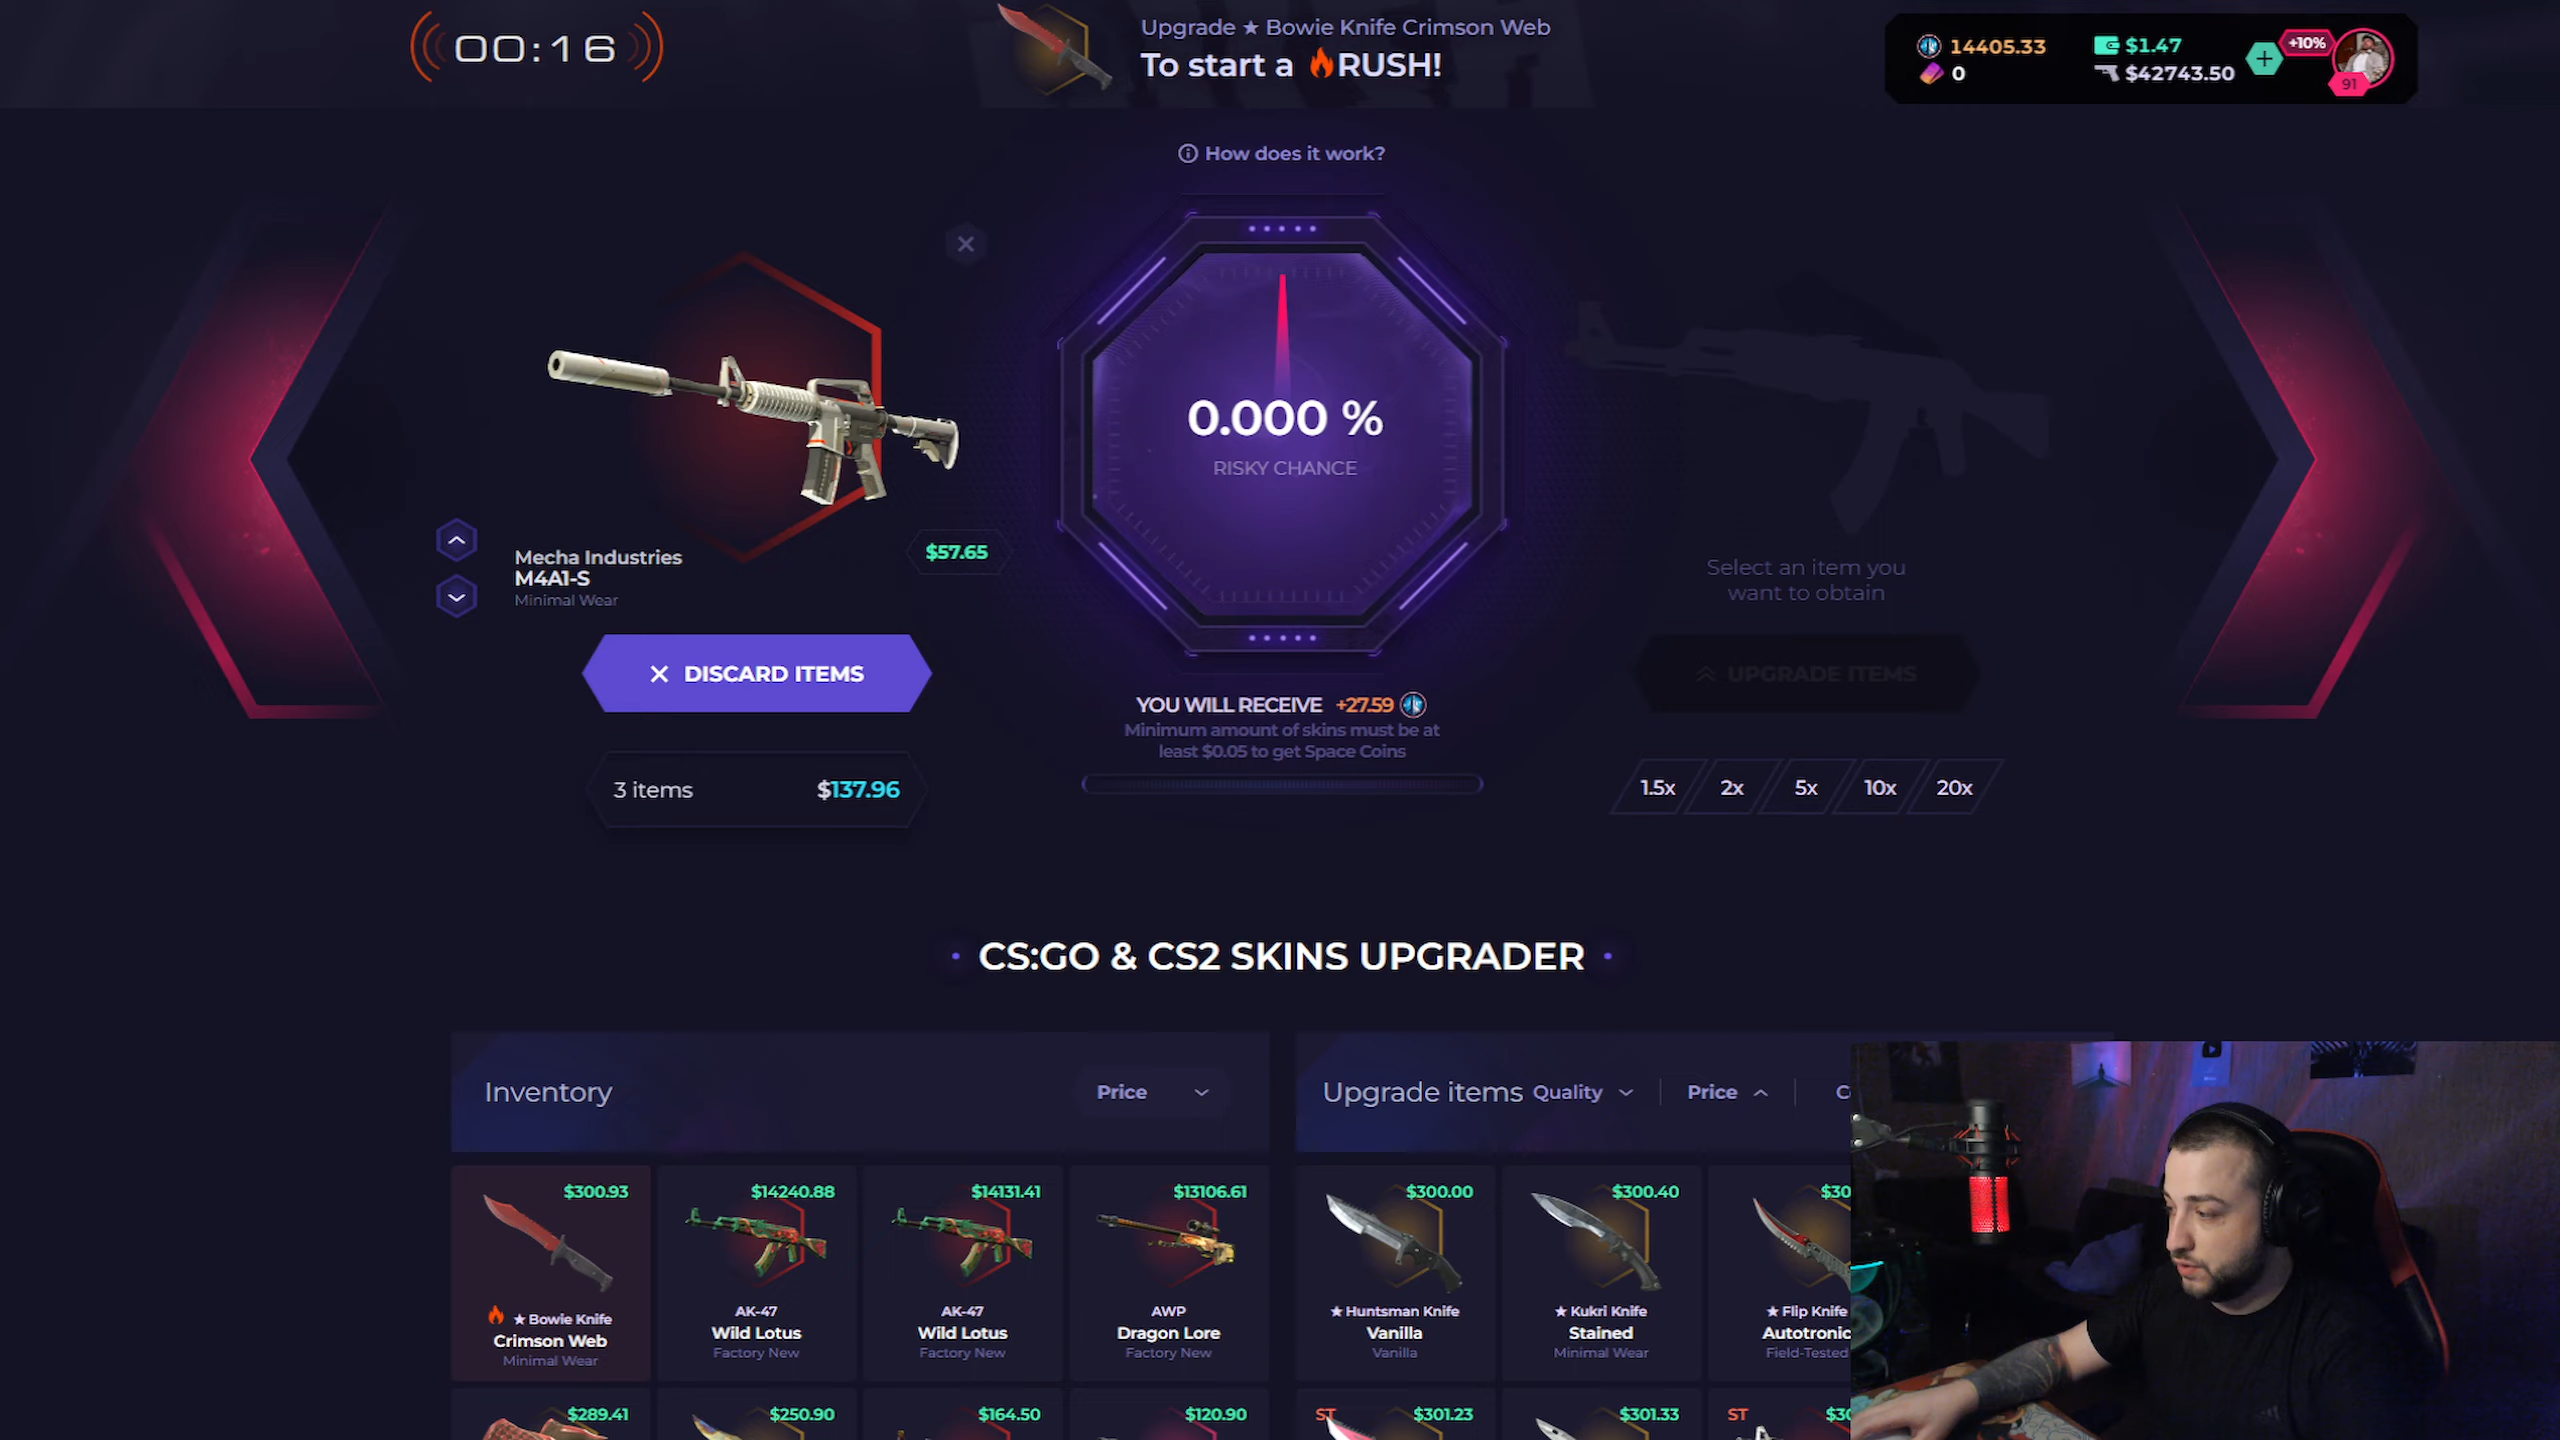 00:16
Upgrade ★ Bowie Knife Crimson Web
To start a 🔥RUSH!
14405.33
0
$1.47
$42743.50
+10%
91
How does it work?
0.000 %
RISKY CHANCE
Mecha Industries
M4A1-S
Minimal Wear
$57.65
Select an item you
want to obtain
DISCARD ITEMS
UPGRADE ITEMS
YOU WILL RECEIVE +27.59
Minimum amount of skins must be at
least $0.05 to get Space Coins
3 items $137.96
1.5x 2x 5x 10x 20x
CS:GO & CS2 SKINS UPGRADER
Inventory
Price
Upgrade items
Quality
Price
$300.93
★ Bowie Knife
Crimson Web
Minimal Wear
$14240.88
AK-47
Wild Lotus
Factory New
$14131.41
AK-47
Wild Lotus
Factory New
$13106.61
AWP
Dragon Lore
Factory New
$300.00
★ Huntsman Knife
Vanilla
Vanilla
$300.40
★ Kukri Knife
Stained
Minimal Wear
★ Flip Knife
Autotronic
Field-Tested
$289.41
$250.90
$164.50
$120.90
ST
$301.23
$301.33
ST